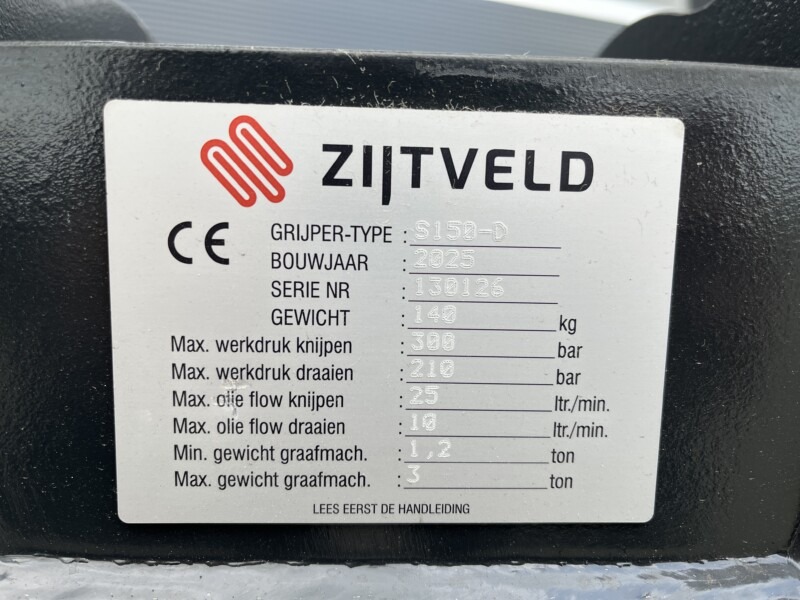 ZIJTVELD
CE
GRIJPER-TYPE : S150-D
BOUWJAAR : 2025
SERIE NR : 130126
GEWICHT : 140 kg
Max. werkdruk knijpen : 300 bar
Max. werkdruk draaien : 210 bar
Max. olie flow knijpen : 25 ltr./min.
Max. olie flow draaien : 10 ltr./min.
Min. gewicht graafmach. : 1,2 ton
Max. gewicht graafmach. : 3 ton
LEES EERST DE HANDLEIDING